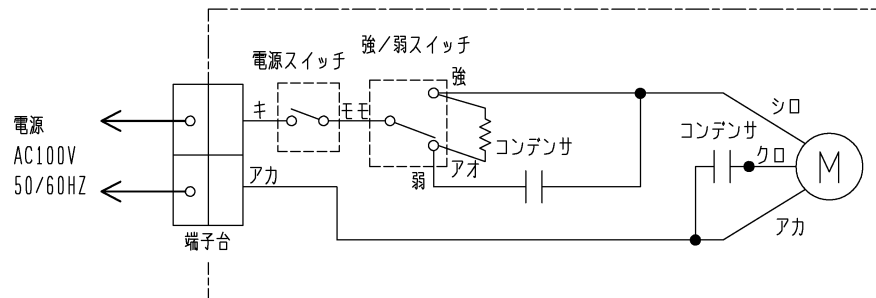 強/弱スイッチ
電源スイッチ
強
シロ
キ
モモ
電源
AC100V
50/60HZ
コンデンサ
コンデンサ
クロ
M
アカ
弱
アオ
アカ
端子台